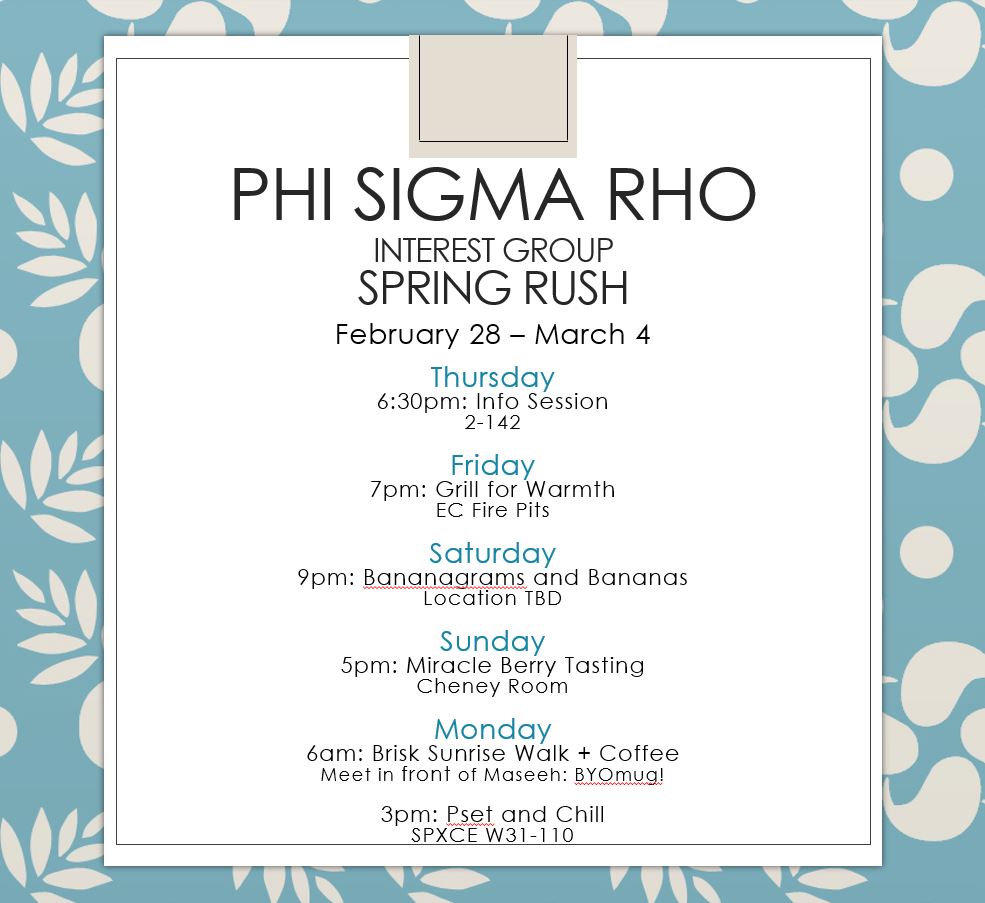 PHI SIGMA RHO
INTEREST GROUP
SPRING RUSH
February 28 – March 4
Thursday
6:30pm: Info Session
2-142
Friday
7pm: Grill for Warmth
EC Fire Pits
Saturday
9pm: Bananagrams and Bananas
Location TBD
Sunday
5pm: Miracle Berry Tasting
Cheney Room
Monday
6am: Brisk Sunrise Walk + Coffee
Meet in front of Maseeh: BYOmug!
3pm: Pset and Chill
SPXCE W31-110